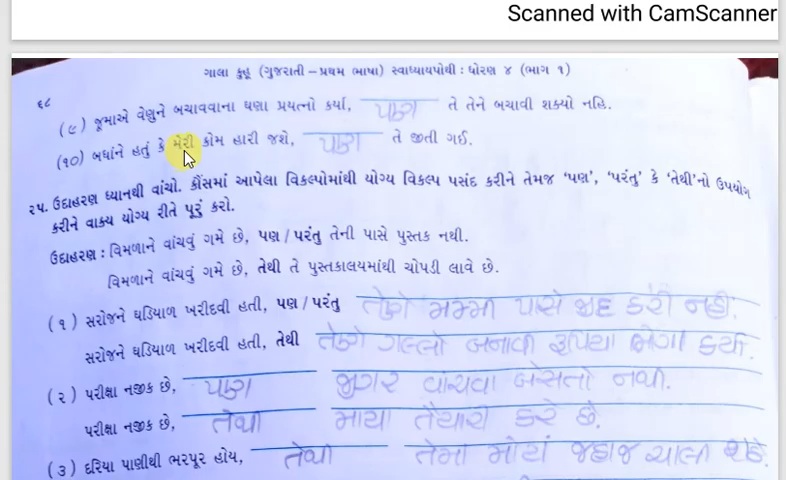 Scanned with CamScanner
ગાલા કુહૂ (ગુજરાતી – પ્રથમ ભાષા) સ્વાધ્યાયપોથી : ધોરણ ૪ (ભાગ ૧)
૬૮
(૯) જૂમાએ વેણુને બચાવવાના ઘણા પ્રયત્નો કર્યા, પણ તે તેને બચાવી શક્યો નહિ.
(૧૦) બધાંને હતું કે મેરી કોમ હારી જશે, પણ તે જીતી ગઈ.
૨૫. ઉદાહરણ ધ્યાનથી વાંચો. કૌંસમાં આપેલા વિકલ્પોમાંથી યોગ્ય વિકલ્પ પસંદ કરીને તેમજ ‘પણ’, ‘પરંતુ’ કે ‘તેથી’નો ઉપયોગ
કરીને વાક્ય યોગ્ય રીતે પૂરું કરો.
ઉદાહરણ : વિમળાને વાંચવું ગમે છે, પણ / પરંતુ તેની પાસે પુસ્તક નથી.
વિમળાને વાંચવું ગમે છે, તેથી તે પુસ્તકાલયમાંથી ચોપડી લાવે છે.
(૧) સરોજને ઘડિયાળ ખરીદવી હતી, પણ / પરંતુ તેણે મમ્મી પાસે જીદ કરી નહી.
સરોજને ઘડિયાળ ખરીદવી હતી, તેથી તેણે ગલ્લો બનાવી રૂપિયા ભેગા કર્યા.
(૨) પરીક્ષા નજીક છે, પણ જીગર વાંચવા બેસતો નથી.
પરીક્ષા નજીક છે, તેથી માયા તૈયારી કરે છે.
(૩) દરિયા પાણીથી ભરપૂર હોય, તેથી તેમાં મોટાં જહાજ ચાલી શકે.